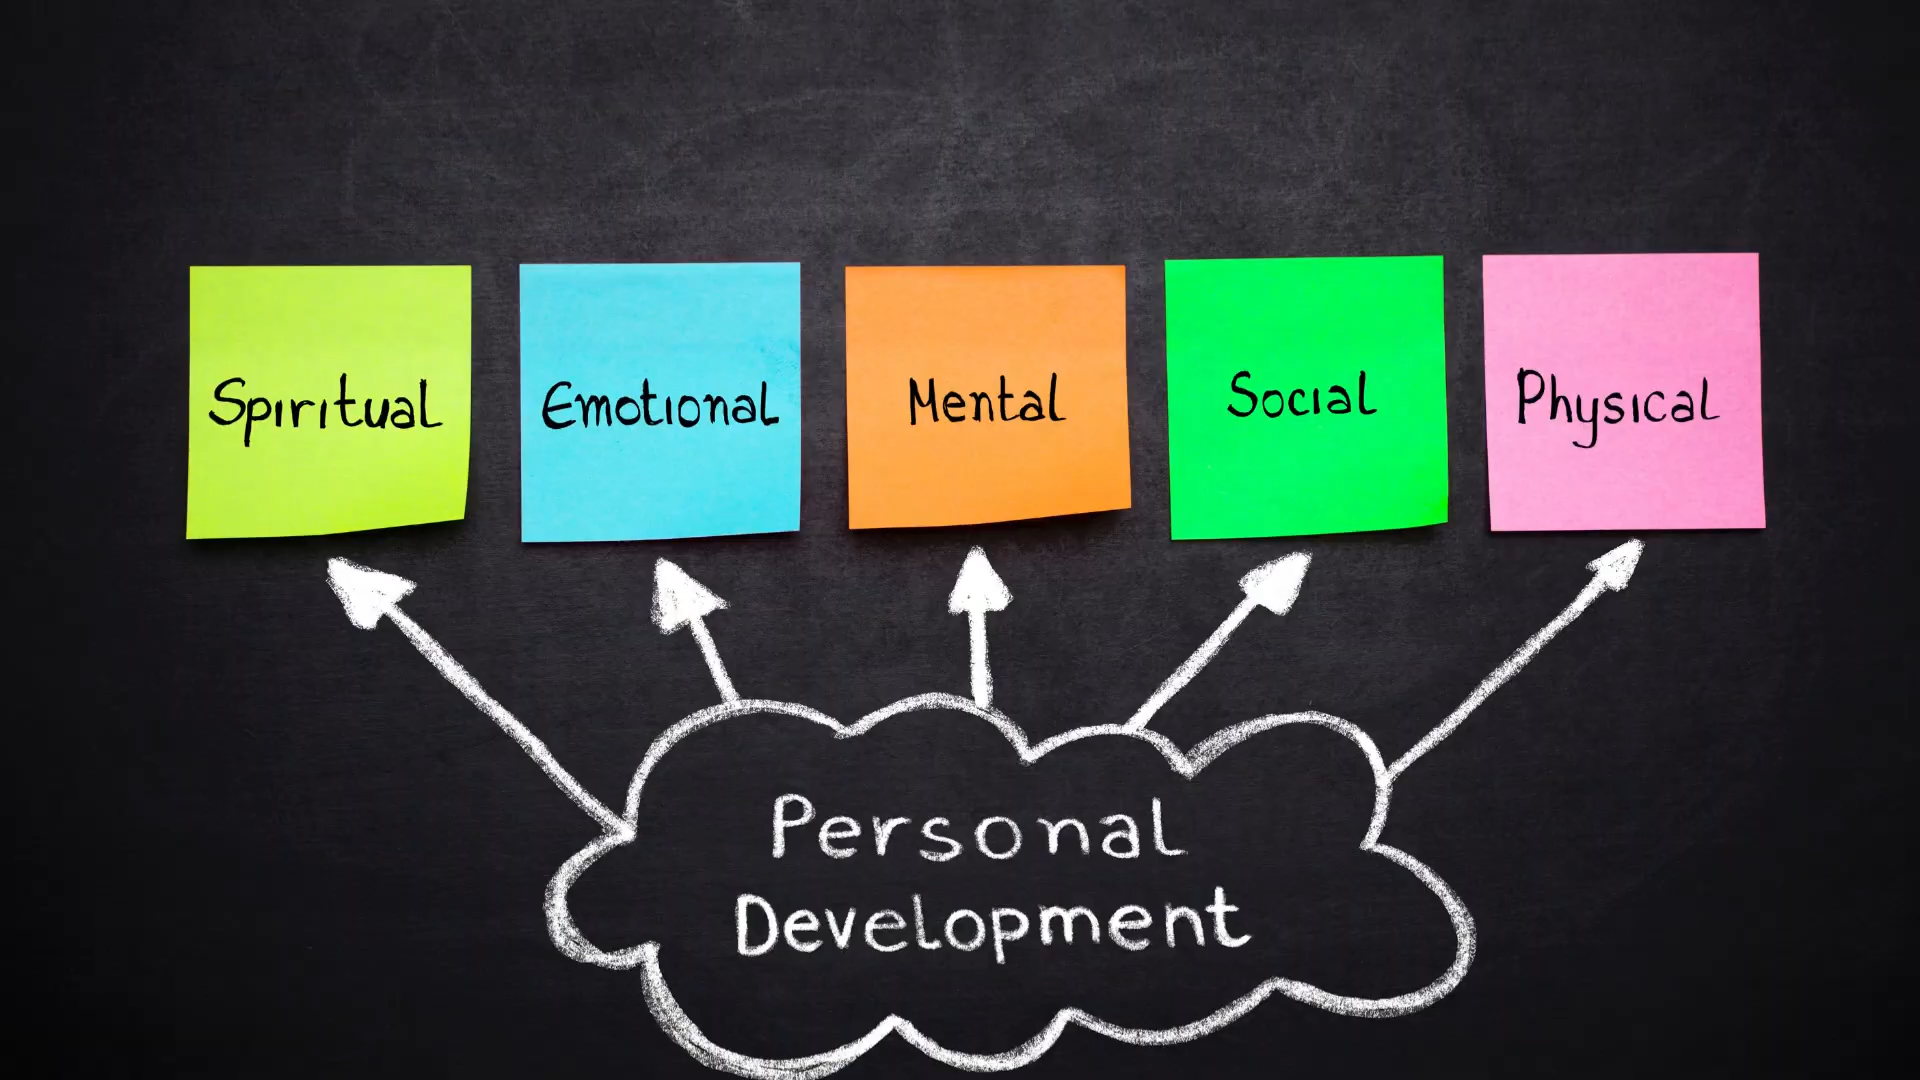 Spiritual
Emotional
Mental
Social
Physical
Personal
Development